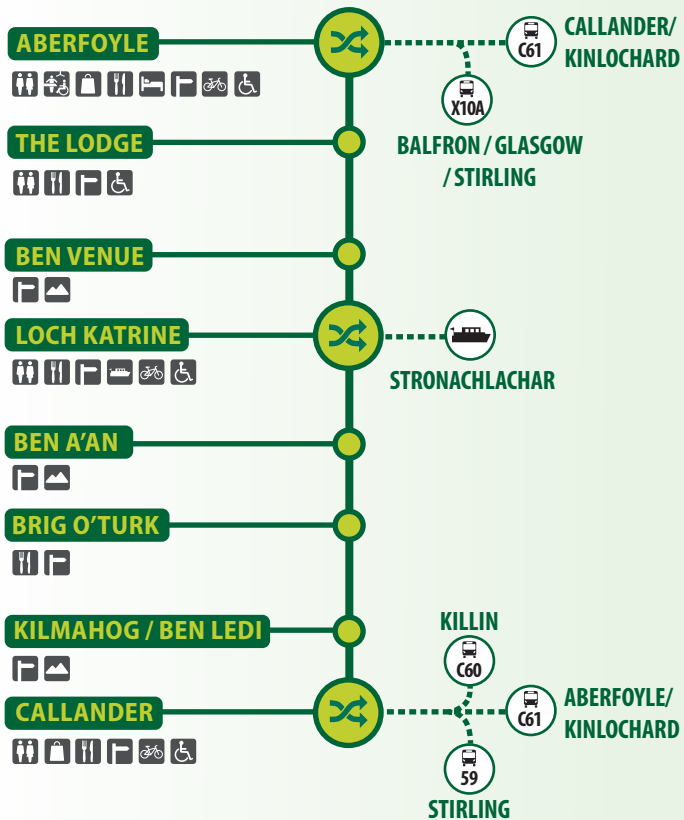 ABERFOYLE
C61
CALLANDER/
KINLOCHARD
X10A
BALFRON / GLASGOW
/ STIRLING
THE LODGE
BEN VENUE
LOCH KATRINE
STRONACHLACHAR
BEN A'AN
BRIG O'TURK
KILMAHOG / BEN LEDI
KILLIN
C60
CALLANDER
C61
ABERFOYLE/
KINLOCHARD
59
STIRLING